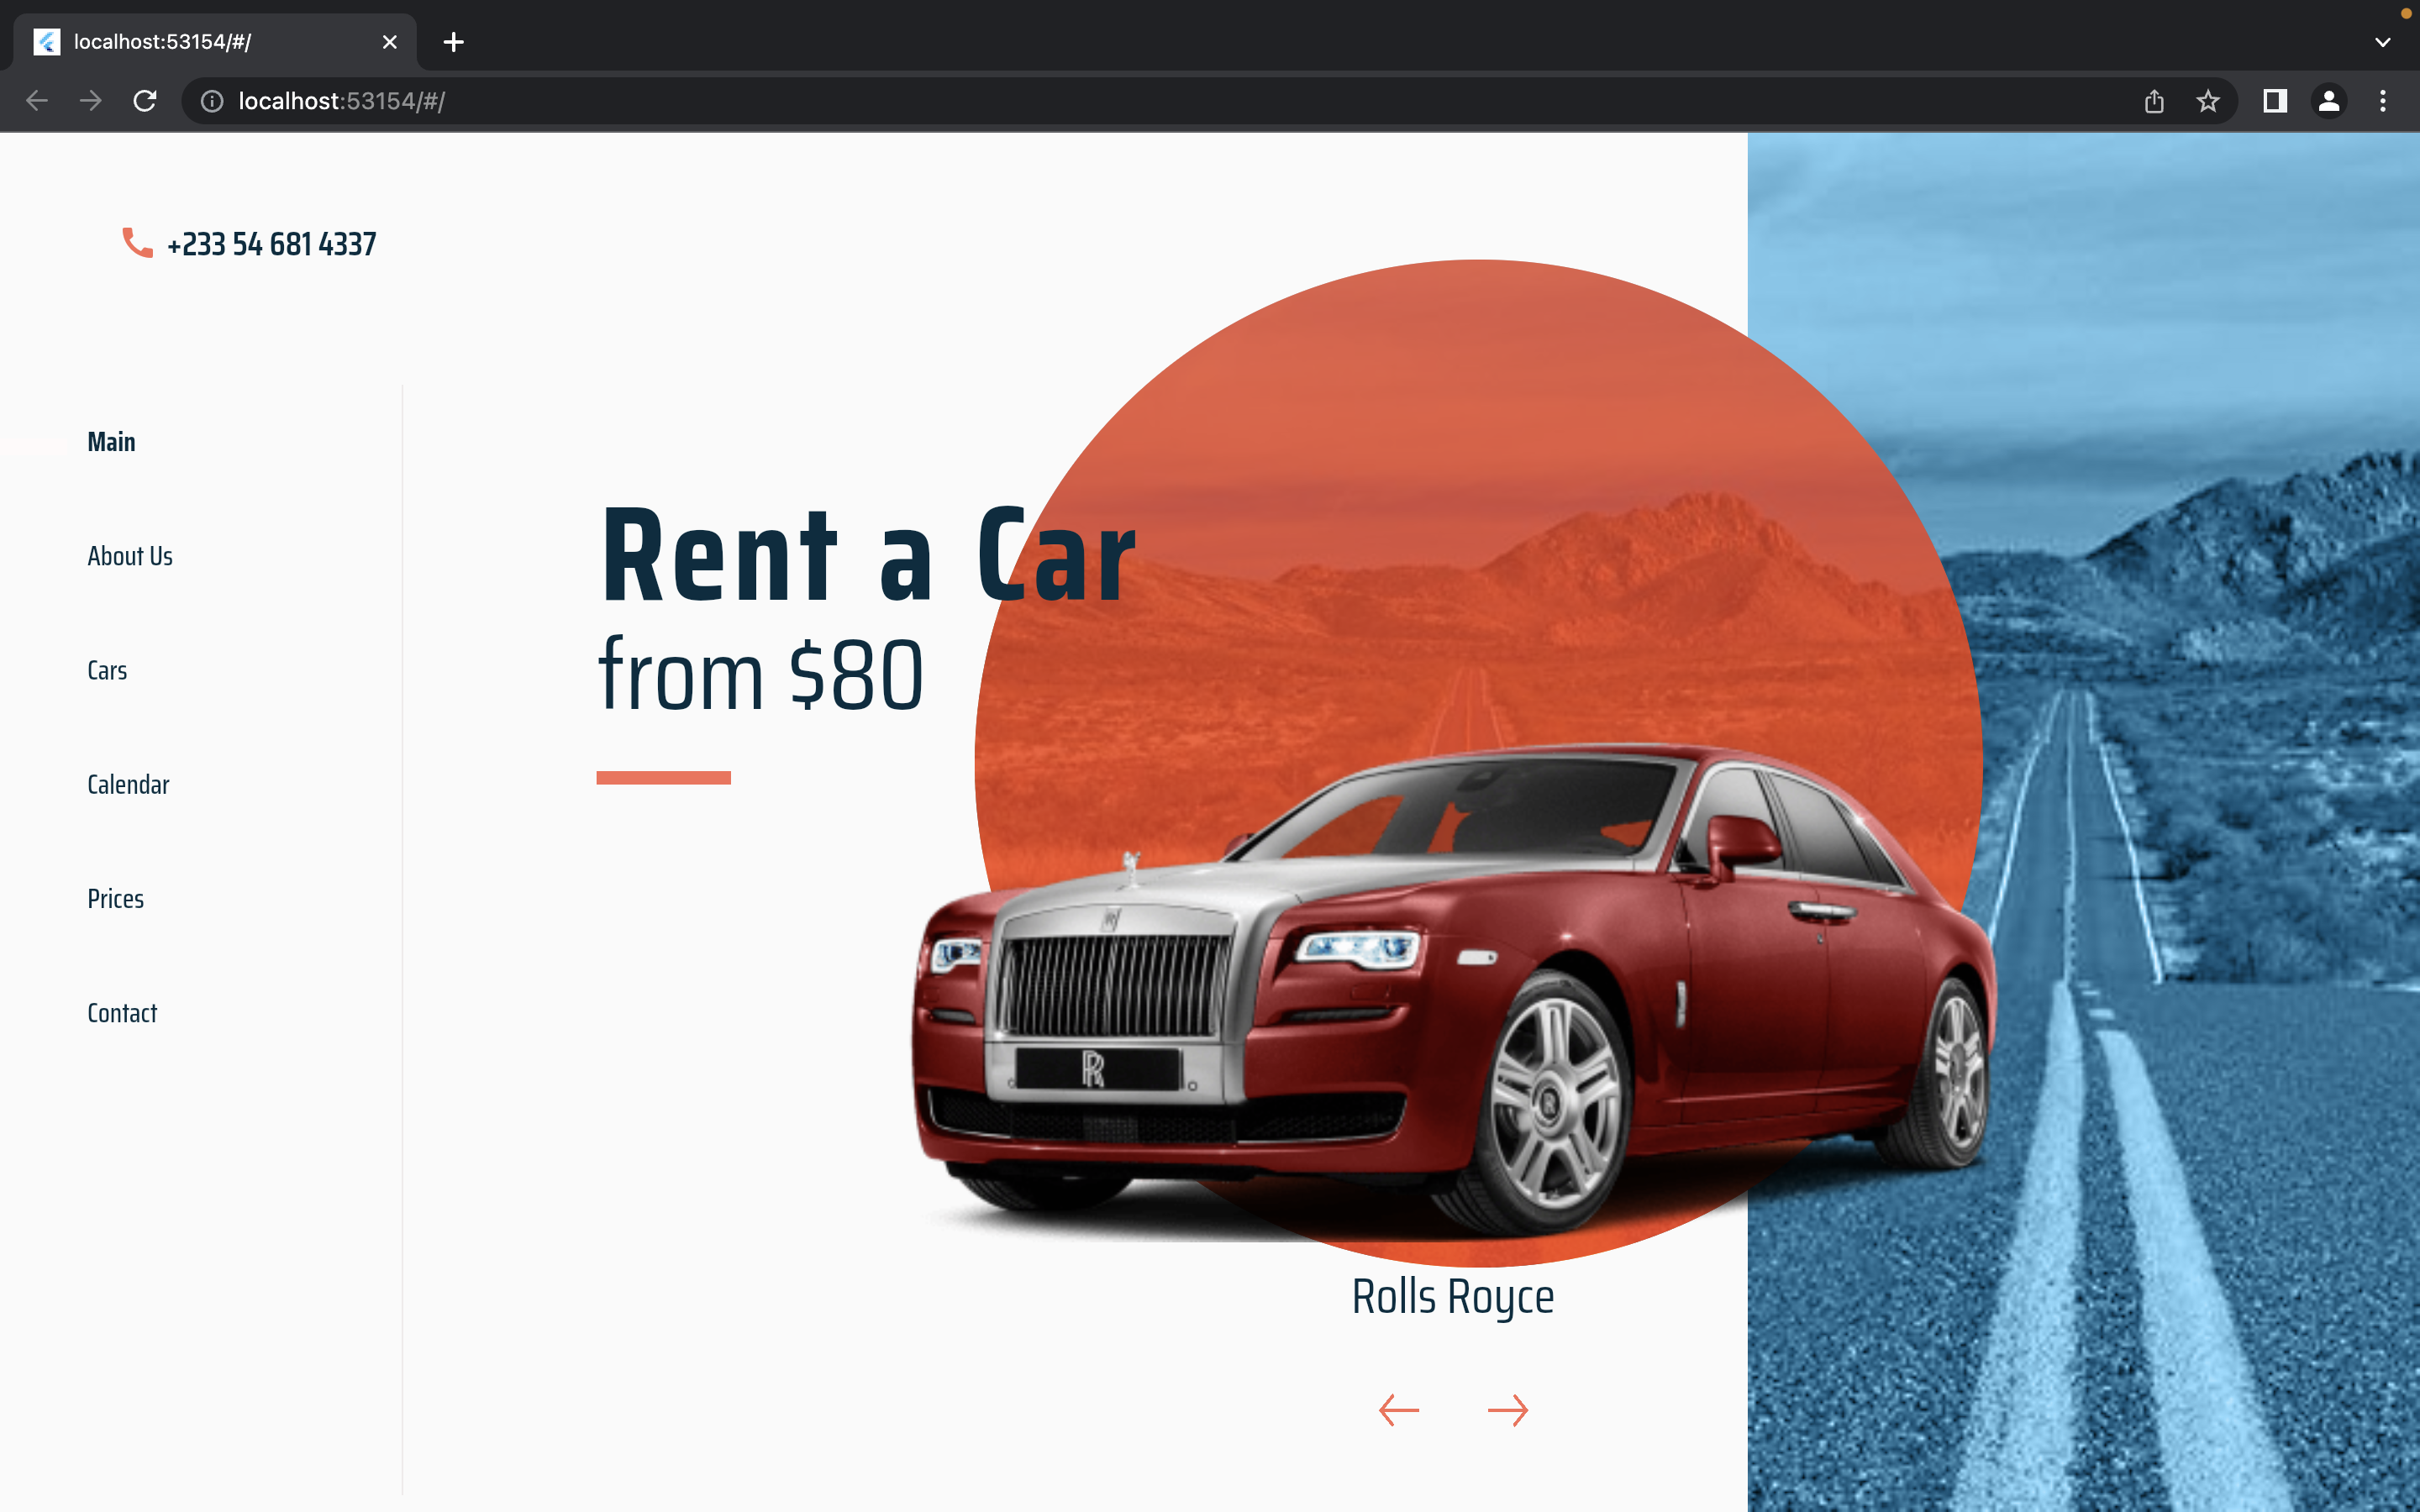 localhost:53154/#/
localhost:53154/#/
+233 54 681 4337
Main
About Us
Cars
Calendar
Prices
Contact
Rent a Car
from $80
RR
Rolls Royce